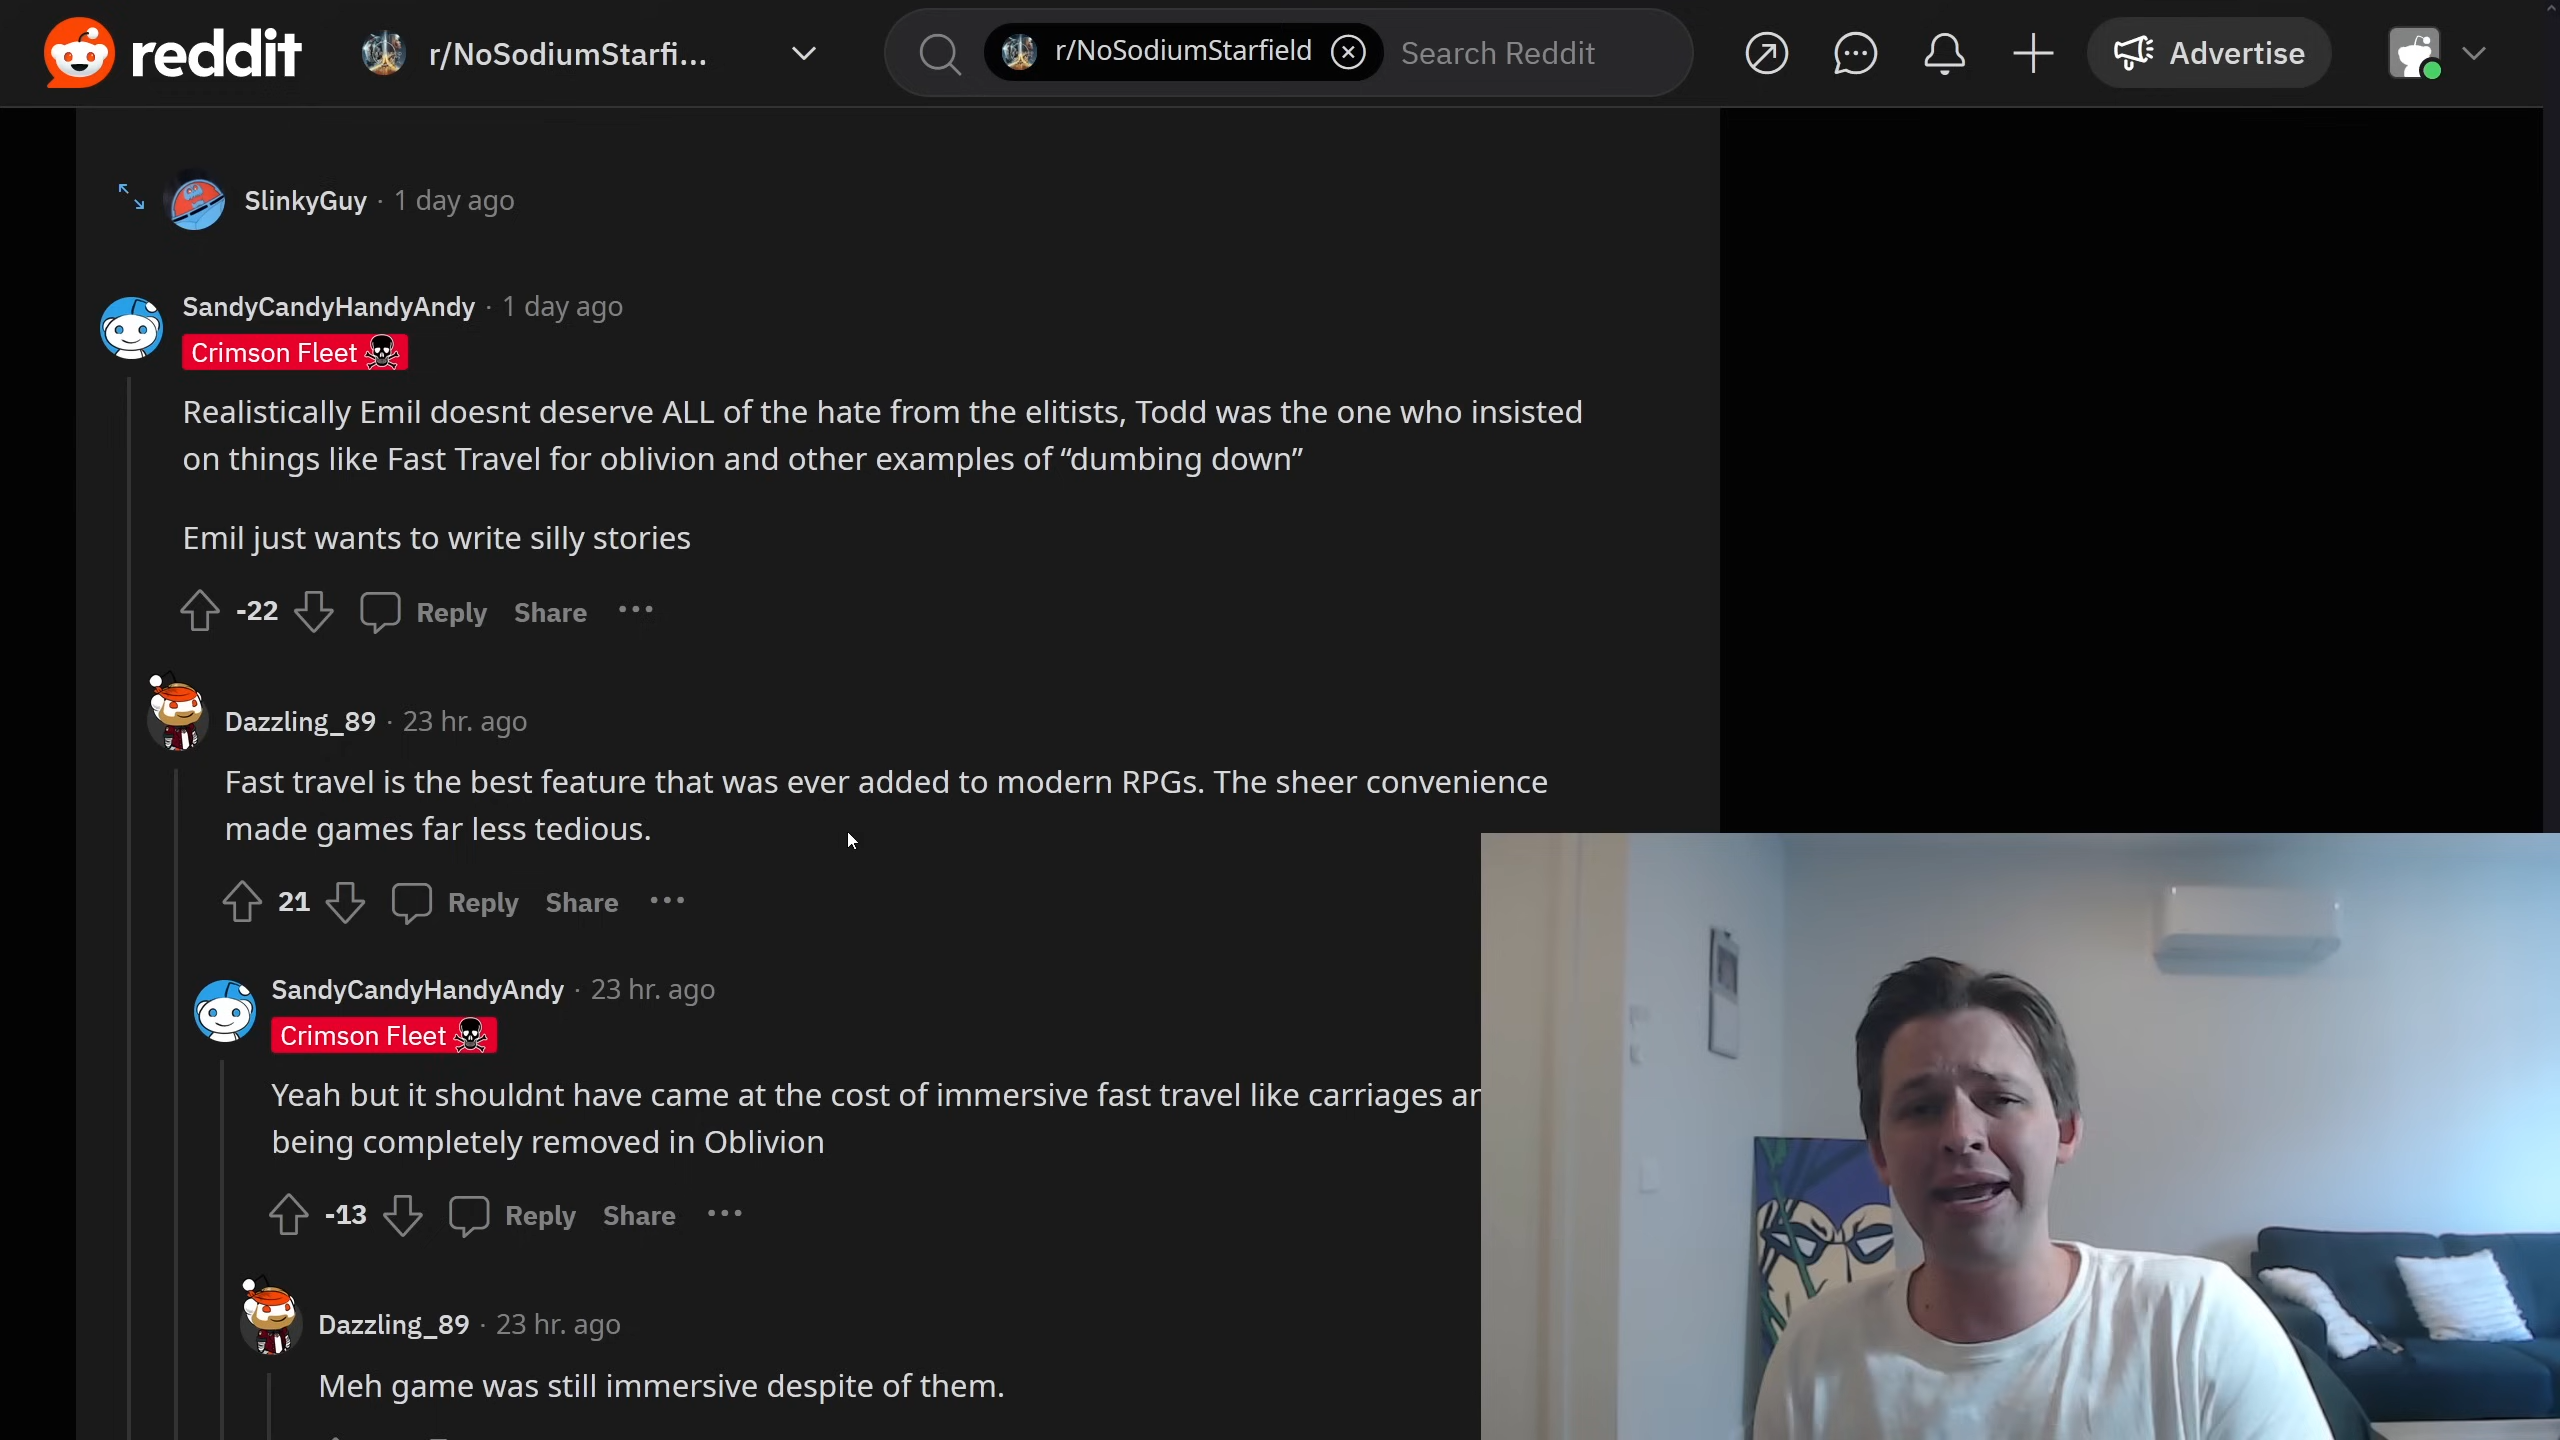 reddit
r/NoSodiumStarfi...
r/NoSodiumStarfield
Search Reddit
Advertise
SlinkyGuy · 1 day ago
SandyCandyHandyAndy · 1 day ago
Crimson Fleet ☠
Realistically Emil doesnt deserve ALL of the hate from the elitists, Todd was the one who insisted
on things like Fast Travel for oblivion and other examples of “dumbing down”
Emil just wants to write silly stories
-22 Reply Share ···
Dazzling_89 · 23 hr. ago
Fast travel is the best feature that was ever added to modern RPGs. The sheer convenience
made games far less tedious.
21 Reply Share ···
SandyCandyHandyAndy · 23 hr. ago
Crimson Fleet ☠
Yeah but it shouldnt have came at the cost of immersive fast travel like carriages
being completely removed in Oblivion
-13 Reply Share ···
Dazzling_89 · 23 hr. ago
Meh game was still immersive despite of them.